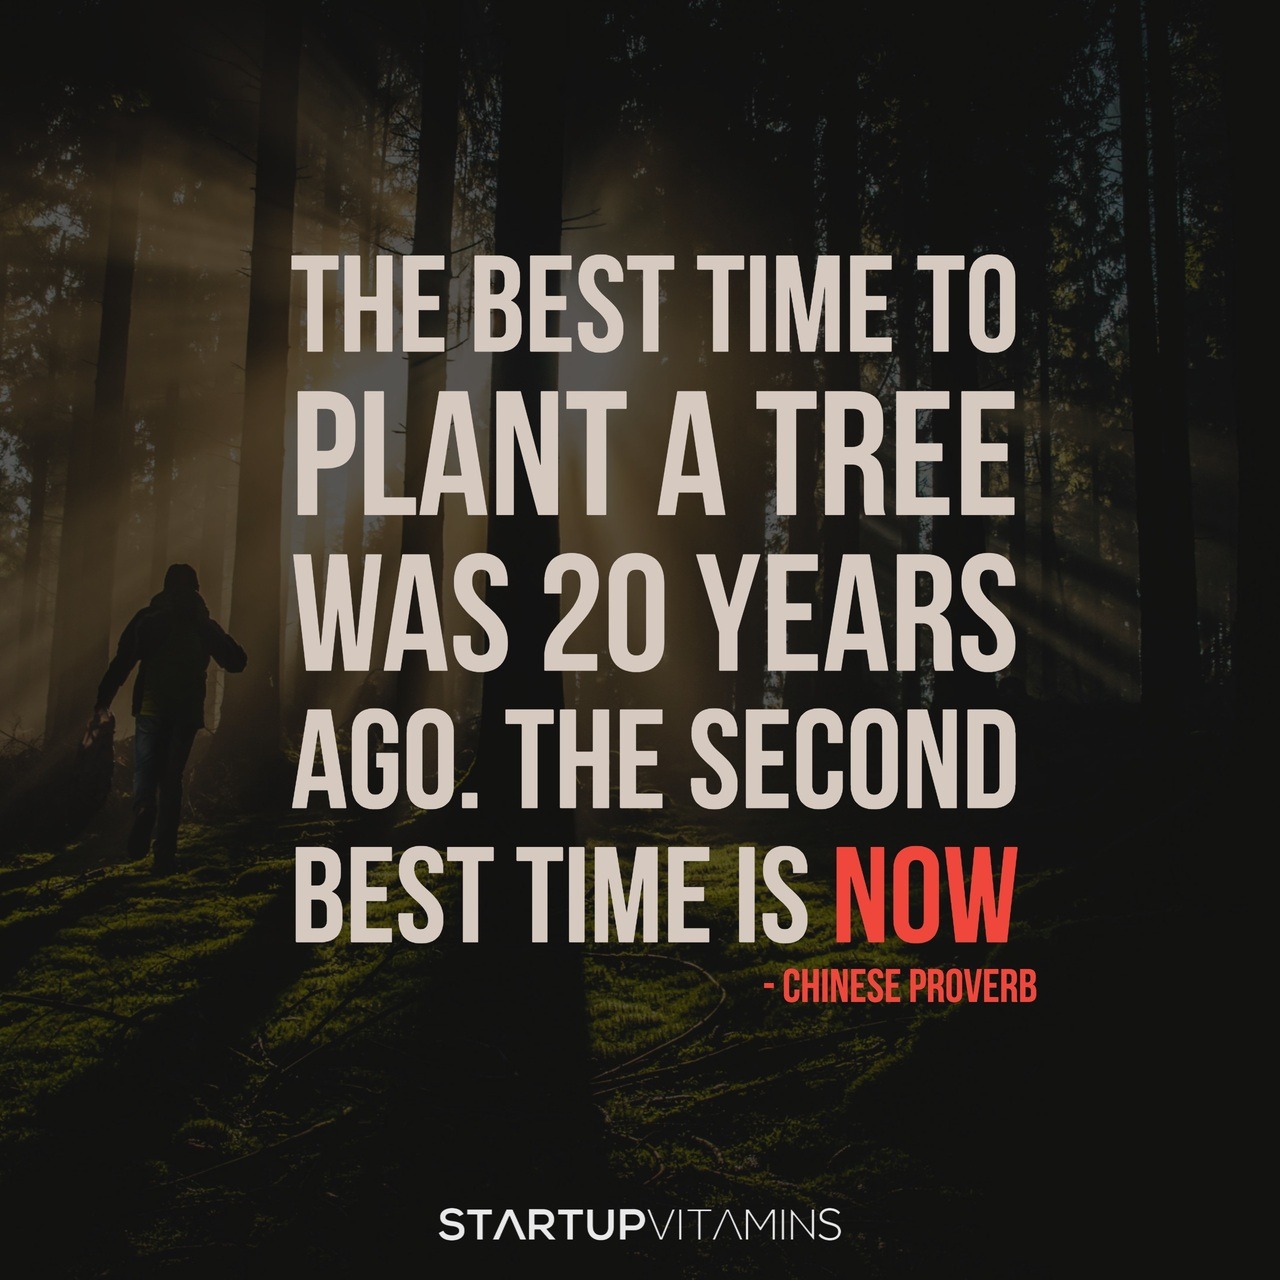 THE BEST TIME TO
PLANT A TREE
WAS 20 YEARS
AGO. THE SECOND
BEST TIME IS NOW
- CHINESE PROVERB
STARTUPVITAMINS